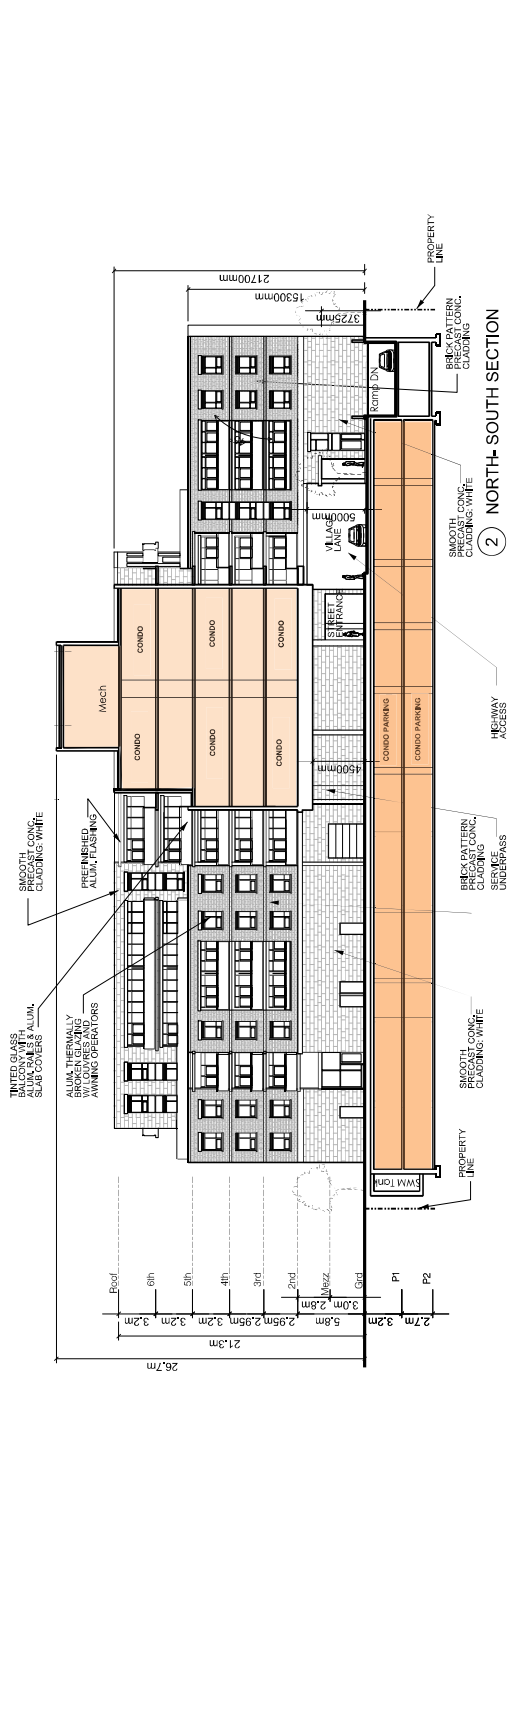 21700mm
15300mm
3725mm
PROPERTY
LINE
BRICK PATTERN
PRECAST CONC.
CLADDING
Ramp DN
SMOOTH
PRECAST CONC.
CLADDING: WHITE
2
NORTH- SOUTH SECTION
5000mm
VILLAGE
LANE
STREET
ENTRANCE
HIGHWAY
ACCESS
Mech
CONDO
CONDO
CONDO
CONDO
CONDO
CONDO
CONDO PARKING
CONDO PARKING
4500mm
BRICK PATTERN
PRECAST CONC.
CLADDING
SERVICE
UNDERPASS
SMOOTH
PRECAST CONC.
CLADDING: WHITE
PREFINISHED
ALUM. FLASHING
TINTED GLASS
BALCONY WITH
ALUM. RAILS & ALUM.
SLAB COVERS
ALUM. THERMALLY
BROKEN GLAZING
W/ LOUVRES AND
AWNING OPERATORS
SMOOTH
PRECAST CONC.
CLADDING: WHITE
SWM Tank
PROPERTY
LINE
Roof
6th
5th
4th
3rd
2nd
Mezz
Grd
P1
P2
3.2m
3.2m
3.2m
2.95m
2.95m
2.8m
3.0m
5.8m
3.2m
2.7m
21.3m
26.7m